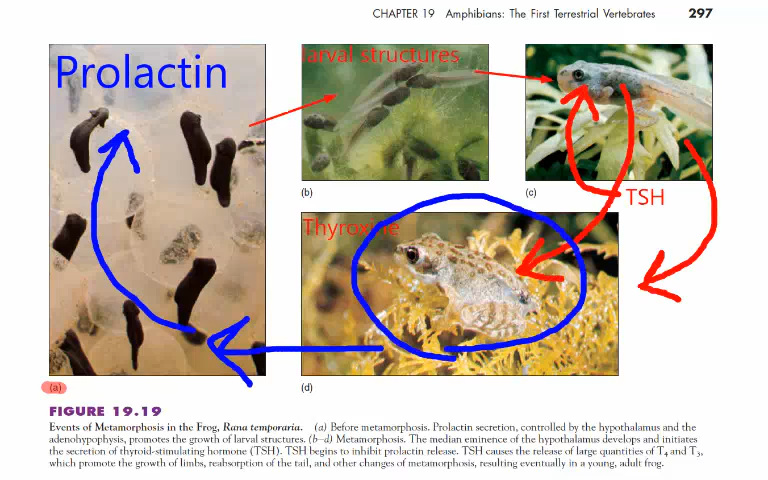 CHAPTER 19 Amphibians: The First Terrestrial Vertebrates 297
Prolactin
larval structures
(b)
(c)
TSH
Thyroxine
(a)
(d)
FIGURE 19.19
Events of Metamorphosis in the Frog, Rana temporaria. (a) Before metamorphosis. Prolactin secretion, controlled by the hypothalamus and the
adenohypophysis, promotes the growth of larval structures. (b–d) Metamorphosis. The median eminence of the hypothalamus develops and initiates
the secretion of thyroid-stimulating hormone (TSH). TSH begins to inhibit prolactin release. TSH causes the release of large quantities of T4 and T3,
which promote the growth of limbs, reabsorption of the tail, and other changes of metamorphosis, resulting eventually in a young, adult frog.